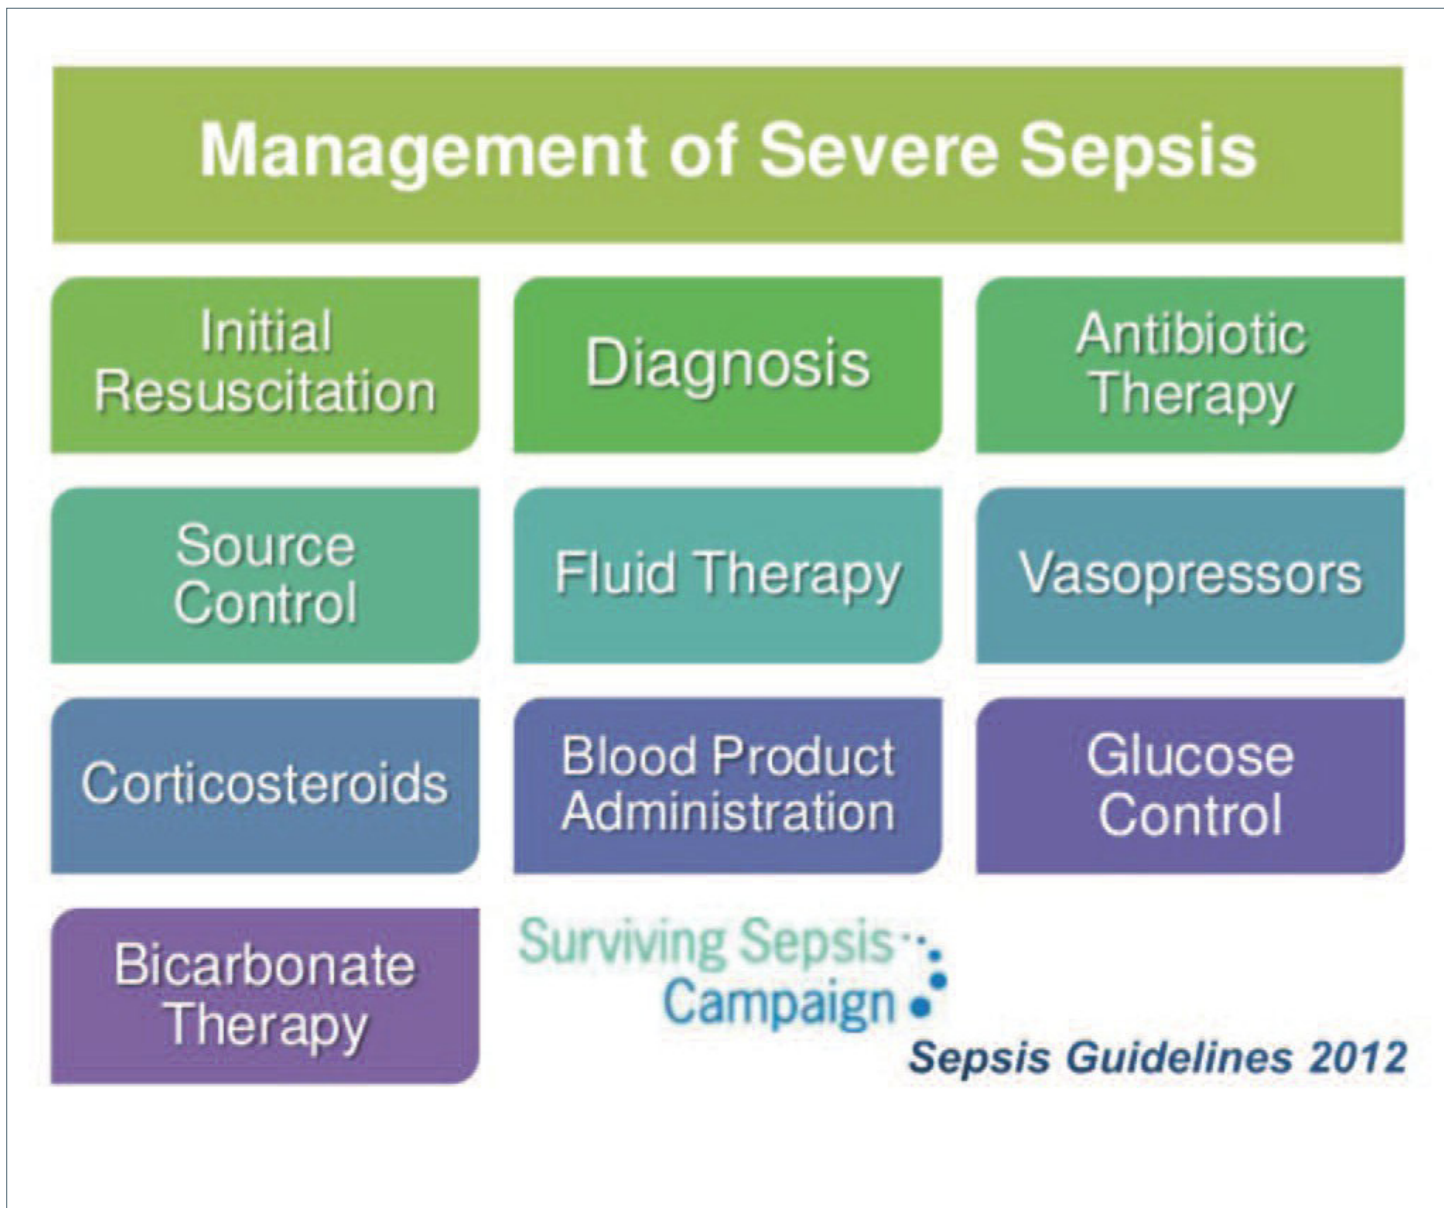 Management of Severe Sepsis
Initial
Resuscitation
Diagnosis
Antibiotic
Therapy
Source
Control
Fluid Therapy
Vasopressors
Corticosteroids
Blood Product
Administration
Glucose
Control
Bicarbonate
Therapy
Surviving Sepsis
Campaign
Sepsis Guidelines 2012